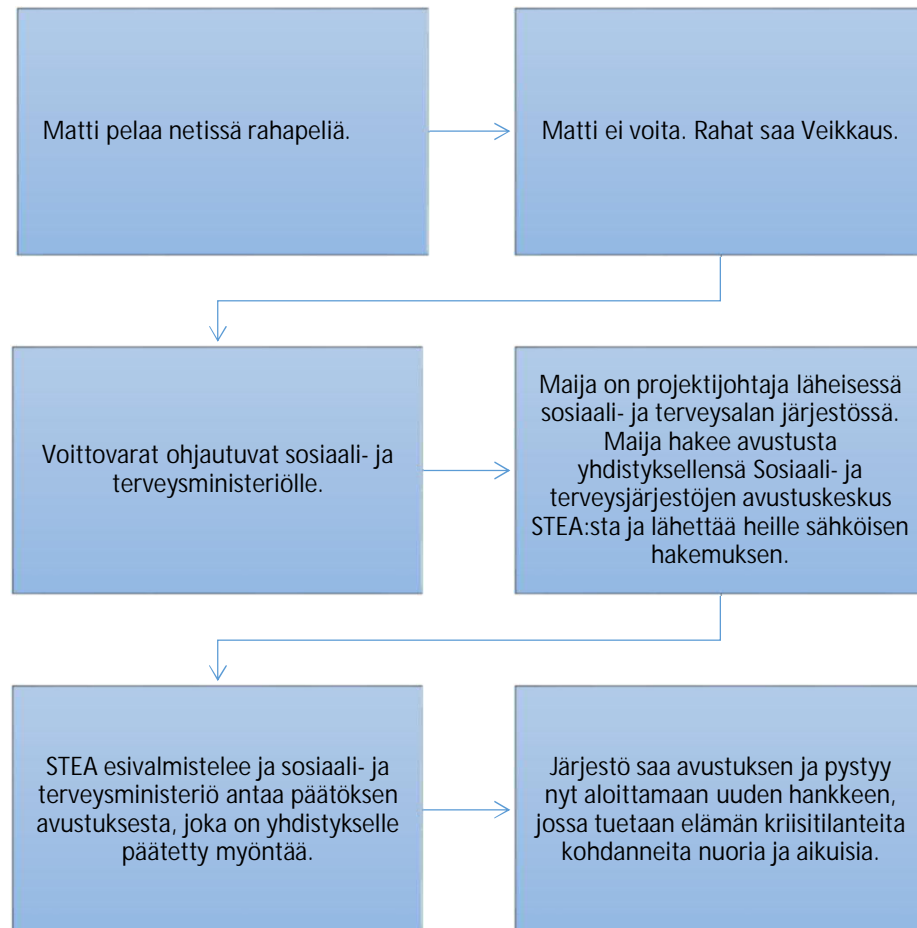 Matti pelaa netissä rahapeliä.
Matti ei voita. Rahat saa Veikkaus.
Voittovarat ohjautuvat sosiaali- ja
terveysministeriölle.
Maija on projektijohtaja läheisessä
sosiaali- ja terveysalan järjestössä.
Maija hakee avustusta
yhdistyksellensä Sosiaali- ja
terveysjärjestöjen avustuskeskus
STEA:sta ja lähettää heille sähköisen
hakemuksen.
STEA esivalmistelee ja sosiaali- ja
terveysministeriö antaa päätöksen
avustuksesta, joka on yhdistykselle
päätetty myöntää.
Järjestö saa avustuksen ja pystyy
nyt aloittamaan uuden hankkeen,
jossa tuetaan elämän kriisitilanteita
kohdanneita nuoria ja aikuisia.